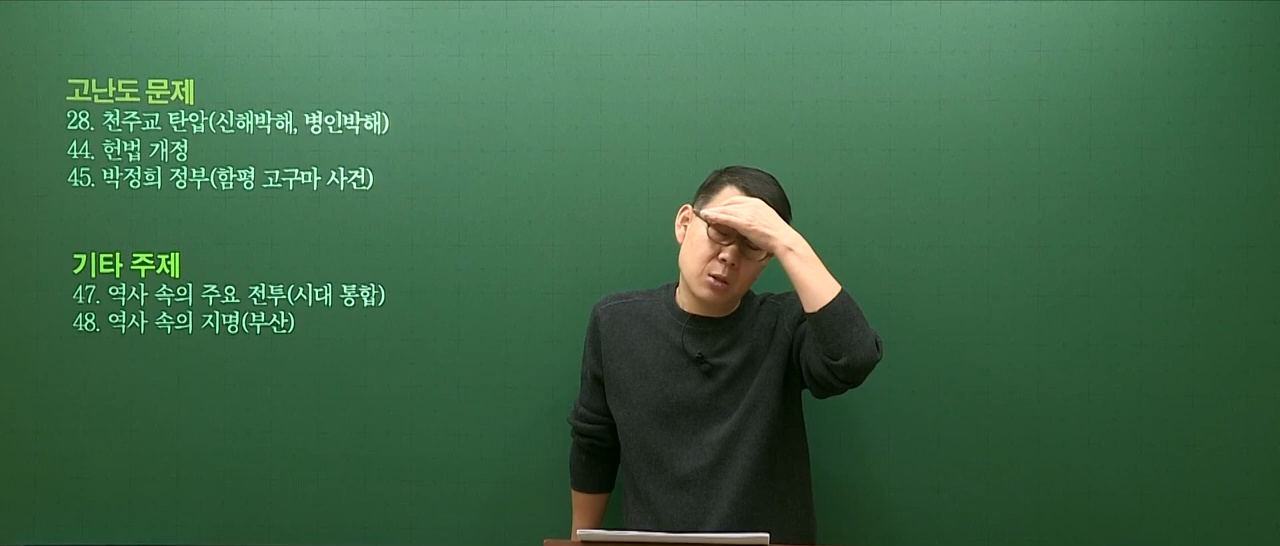 고난도 문제
28. 천주교 탄압(신해박해, 병인박해)
44. 헌법 개정
45. 박정희 정부(함평 고구마 사건)
기타 주제
47. 역사 속의 주요 전투(시대 통합)
48. 역사 속의 지명(부산)